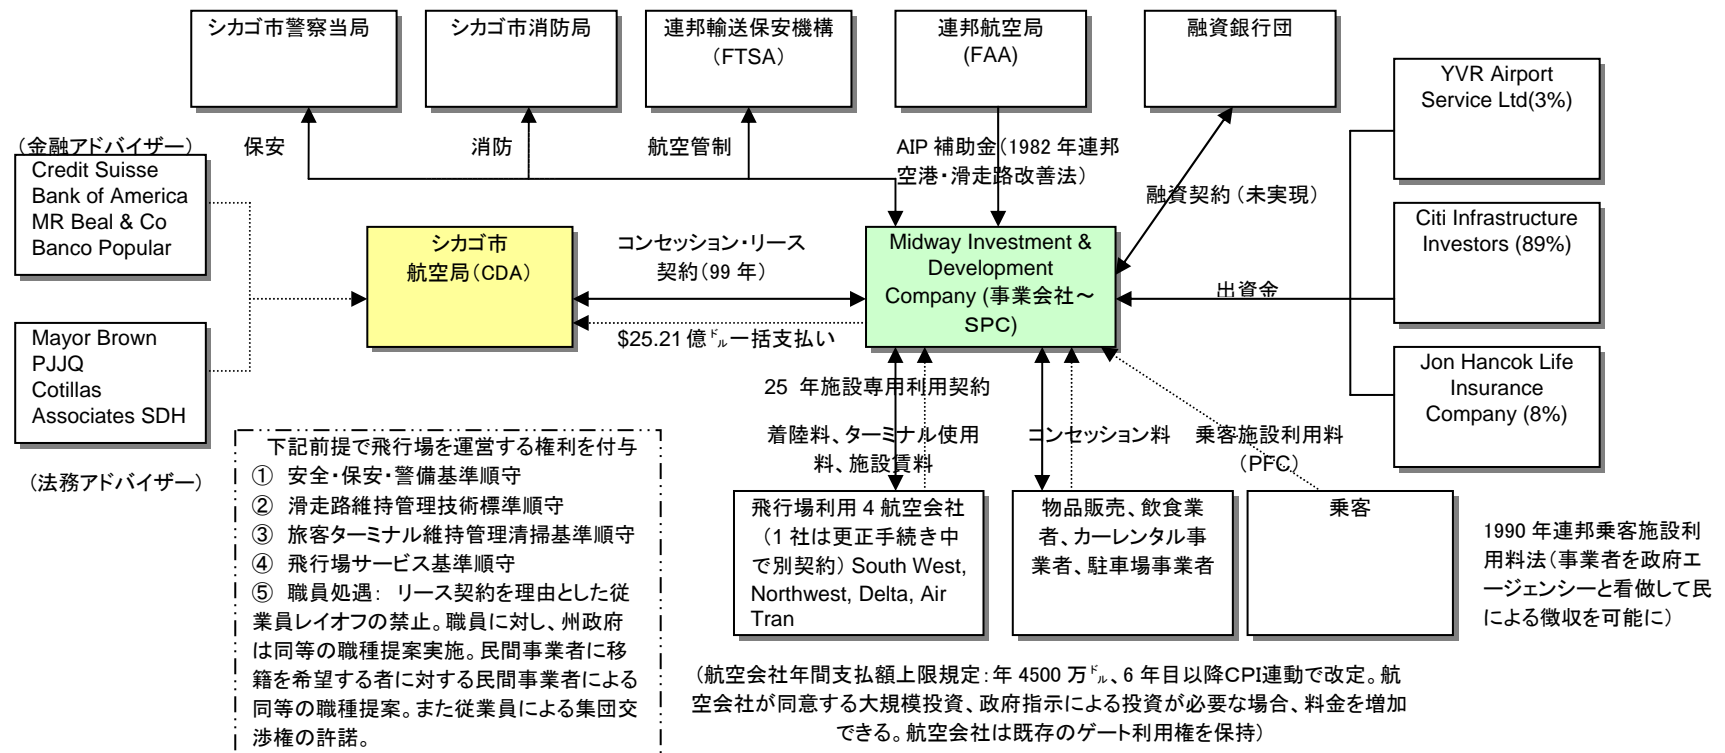 シカゴ市警察当局
シカゴ市消防局
連邦輸送保安機構
（FTSA）
連邦航空局
(FAA)
融資銀行団
YVR Airport
Service Ltd(3%)
（金融アドバイザー）
保安
消防
航空管制
AIP 補助金（1982 年連邦
空港・滑走路改善法）
融資契約（未実現）
Credit Suisse
Bank of America
MR Beal & Co
Banco Popular
シカゴ市
航空局（CDA）
コンセッション・リース
契約（99 年）
Midway Investment &
Development
Company (事業会社～
SPC)
Citi Infrastructure
Investors (89%)
出資金
$25.21 億㌦一括支払い
Mayor Brown
PJJQ
Cotillas
Associates SDH
（法務アドバイザー）
Jon Hancok Life
Insurance
Company (8%)
25 年施設専用利用契約
着陸料、ターミナル使用
料、施設賃料
コンセッション料
乗客施設利用料
（PFC）
下記前提で飛行場を運営する権利を付与
① 安全・保安・警備基準順守
② 滑走路維持管理技術標準順守
③ 旅客ターミナル維持管理清掃基準順守
④ 飛行場サービス基準順守
⑤ 職員処遇： リース契約を理由とした従
業員レイオフの禁止。職員に対し、州政府
は同等の職種提案実施。民間事業者に移
籍を希望する者に対する民間事業者による
同等の職種提案。また従業員による集団交
渉権の許諾。
飛行場利用 4 航空会社
（1 社は更正手続き中
で別契約） South West,
Northwest, Delta, Air
Tran
物品販売、飲食業
者、カーレンタル事
業者、駐車場事業者
乗客
1990 年連邦乗客施設利
用料法（事業者を政府エ
ージェンシーと看做して民
による徴収を可能に）
（航空会社年間支払額上限規定：年 4500 万㌦、6 年目以降CPI連動で改定。航
空会社が同意する大規模投資、政府指示による投資が必要な場合、料金を増加
できる。航空会社は既存のゲート利用権を保持）